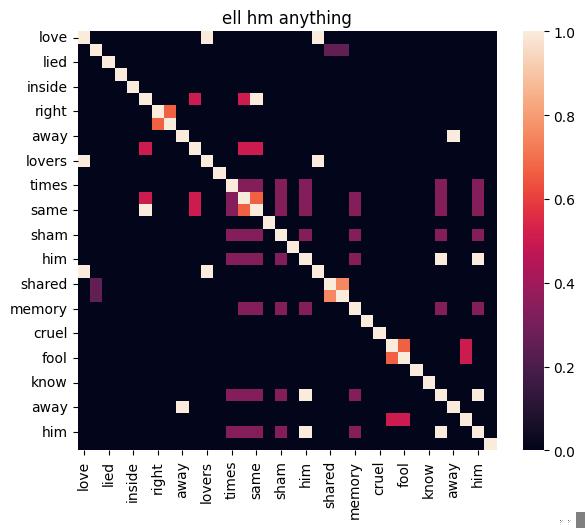 ell hm anything
love
lied
inside
right
away
lovers
times
same
sham
him
shared
memory
cruel
fool
know
away
him
1.0
0.8
0.6
0.4
0.2
0.0
love
lied
inside
right
away
lovers
times
same
sham
him
shared
memory
cruel
fool
know
away
him